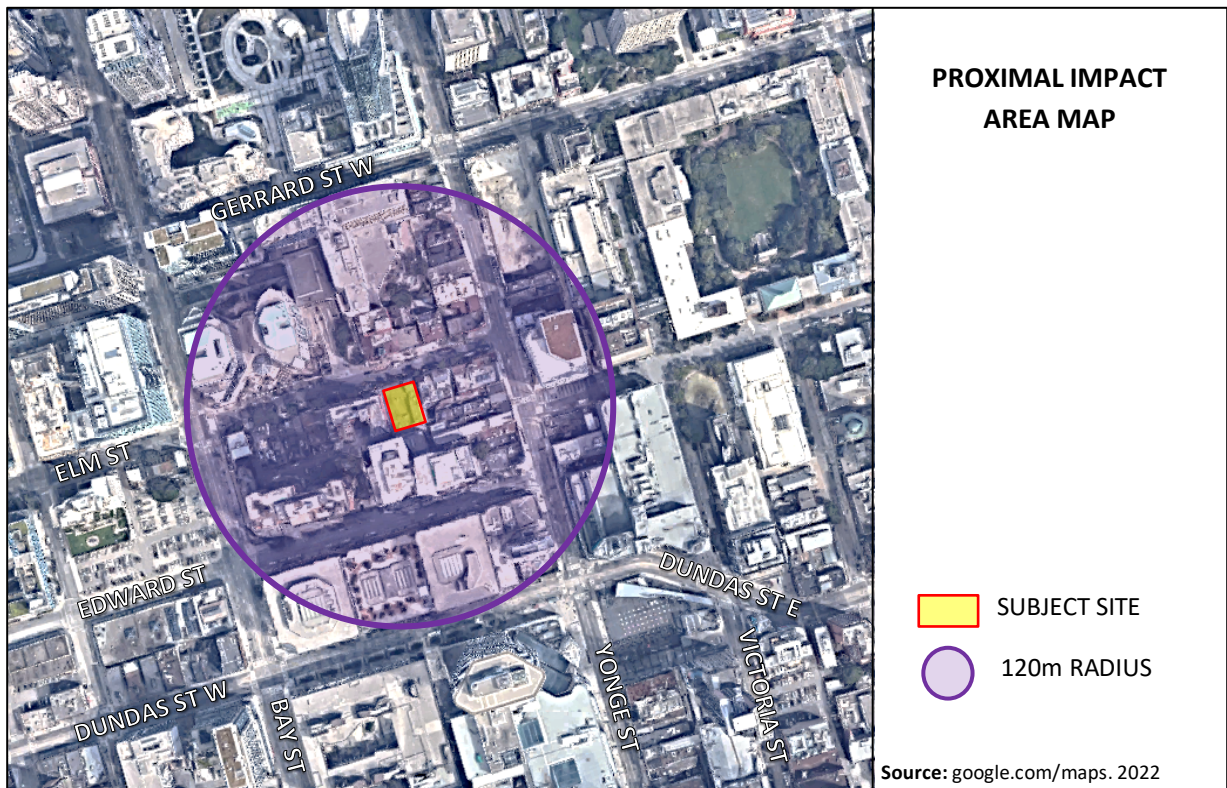 PROXIMAL IMPACT
AREA MAP
GERRARD ST W
ELM ST
EDWARD ST
DUNDAS ST E
DUNDAS ST W
BAY ST
YONGE ST
VICTORIA ST
SUBJECT SITE
120m RADIUS
Source: google.com/maps. 2022